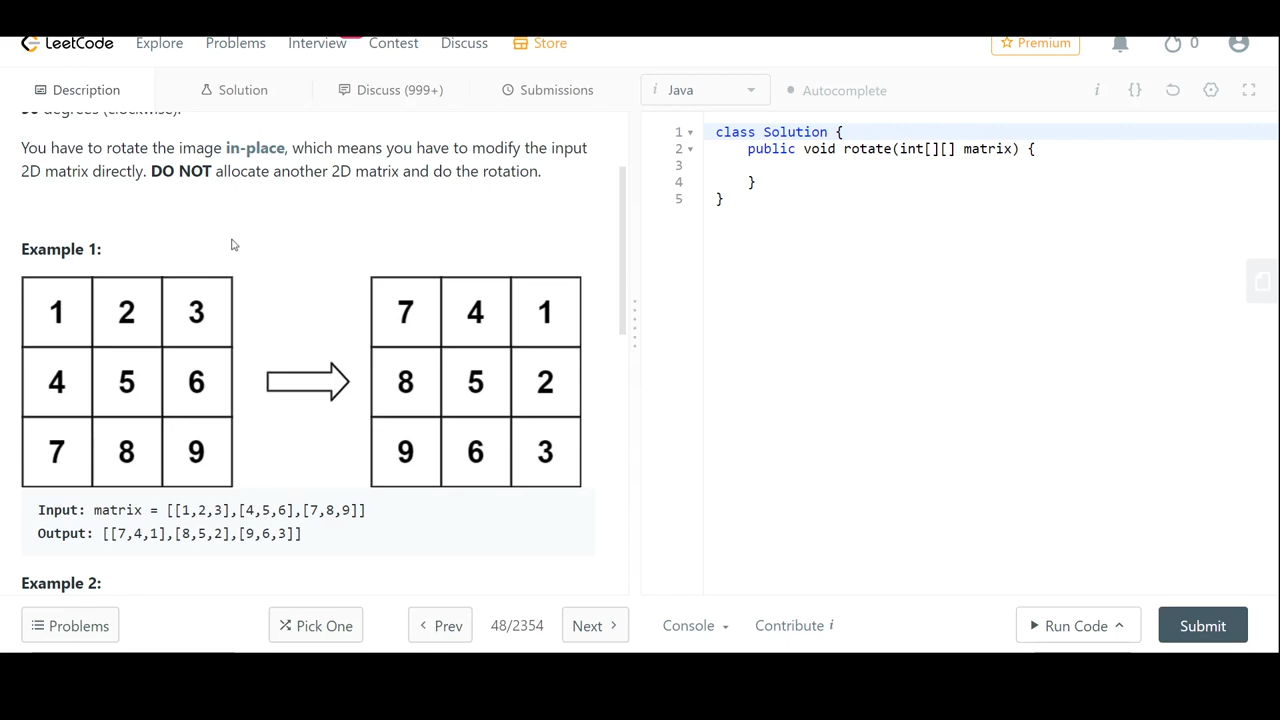 LeetCode Explore Problems Interview Contest Discuss Store Premium 0
Description Solution Discuss (999+) Submissions i Java Autocomplete i {}
90 degrees (clockwise).
You have to rotate the image in-place, which means you have to modify the input
2D matrix directly. DO NOT allocate another 2D matrix and do the rotation.
Example 1:
1 2 3 7 4 1
4 5 6 8 5 2
7 8 9 9 6 3
Input: matrix = [[1,2,3],[4,5,6],[7,8,9]]
Output: [[7,4,1],[8,5,2],[9,6,3]]
Example 2:
1 class Solution {
2 public void rotate(int[][] matrix) {
3
4 }
5 }
Problems Pick One Prev 48/2354 Next Console Contribute i Run Code Submit